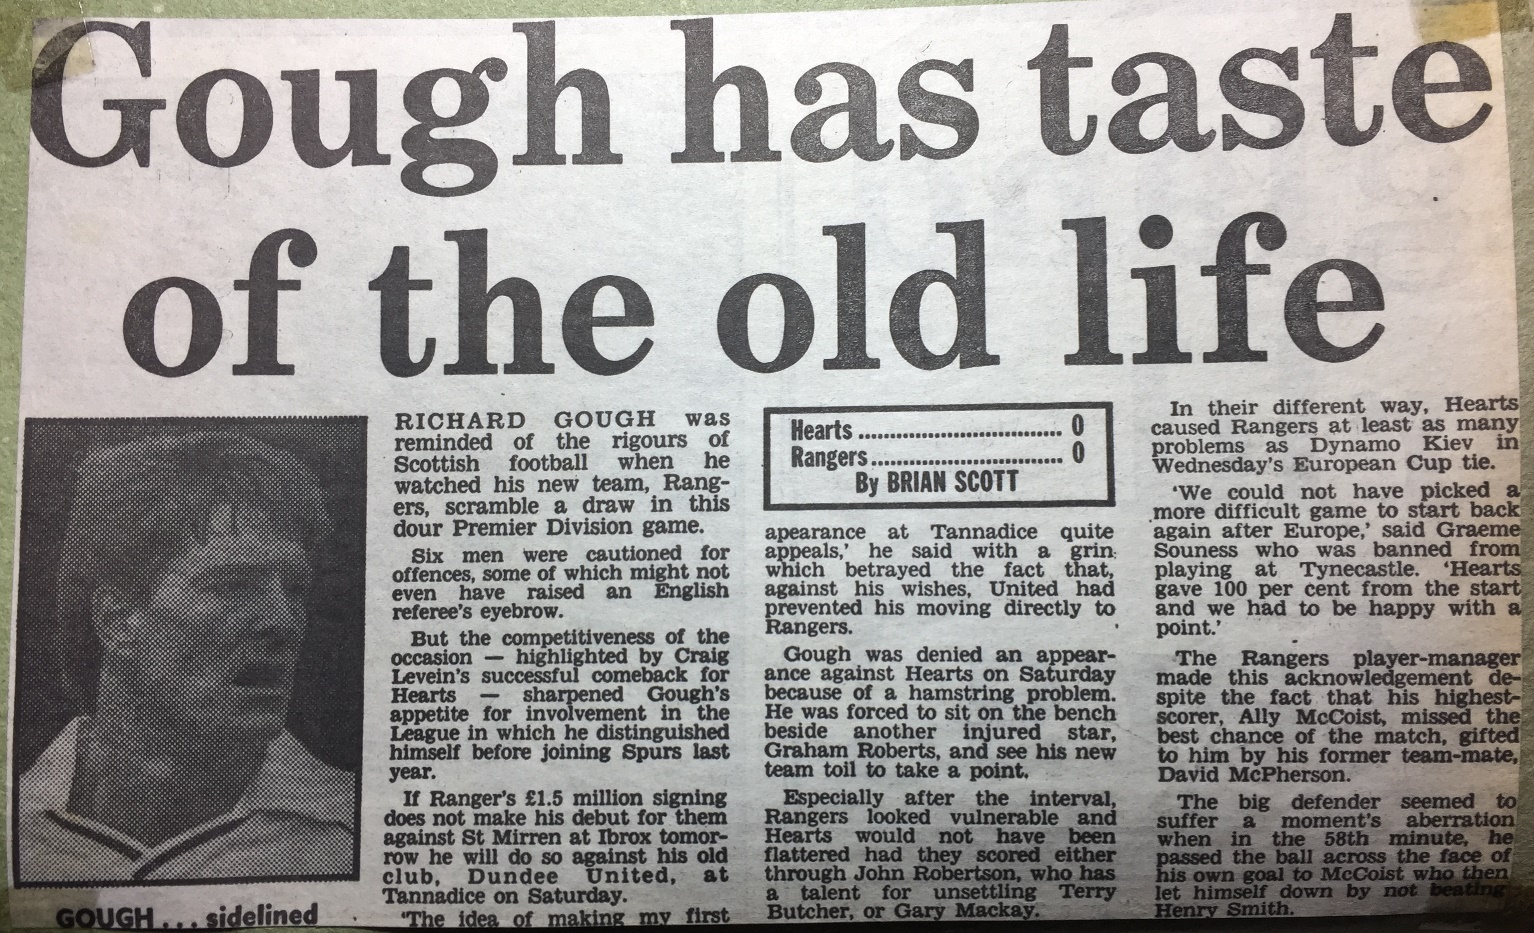 Gough has taste
of the old life
GOUGH . . . sidelined
RICHARD GOUGH was
reminded of the rigours of
Scottish football when he
watched his new team, Rang-
ers, scramble a draw in this
dour Premier Division game.
Six men were cautioned for
offences, some of which might not
even have raised an English
referee's eyebrow.
But the competitiveness of the
occasion — highlighted by Craig
Levein's successful comeback for
Hearts — sharpened Gough's
appetite for involvement in the
League in which he distinguished
himself before joining Spurs last
year.
If Ranger's £1.5 million signing
does not make his debut for them
against St Mirren at Ibrox tomor-
row he will do so against his old
club, Dundee United, at
Tannadice on Saturday.
'The idea of making my first
Hearts ................................... 0
Rangers ................................. 0
By BRIAN SCOTT
apearance at Tannadice quite
appeals,' he said with a grin
which betrayed the fact that,
against his wishes, United had
prevented his moving directly to
Rangers.
Gough was denied an appear-
ance against Hearts on Saturday
because of a hamstring problem.
He was forced to sit on the bench
beside another injured star,
Graham Roberts, and see his new
team toil to take a point.
Especially after the interval,
Rangers looked vulnerable and
Hearts would not have been
flattered had they scored either
through John Robertson, who has
a talent for unsettling Terry
Butcher, or Gary Mackay.
In their different way, Hearts
caused Rangers at least as many
problems as Dynamo Kiev in
Wednesday's European Cup tie.
'We could not have picked a
more difficult game to start back
again after Europe,' said Graeme
Souness who was banned from
playing at Tynecastle. 'Hearts
gave 100 per cent from the start
and we had to be happy with a
point.'
The Rangers player-manager
made this acknowledgement de-
spite the fact that his highest-
scorer, Ally McCoist, missed the
best chance of the match, gifted
to him by his former team-mate,
David McPherson.
The big defender seemed to
suffer a moment's aberration
when in the 58th minute, he
passed the ball across the face of
his own goal to McCoist who then
let himself down by not beating
Henry Smith.